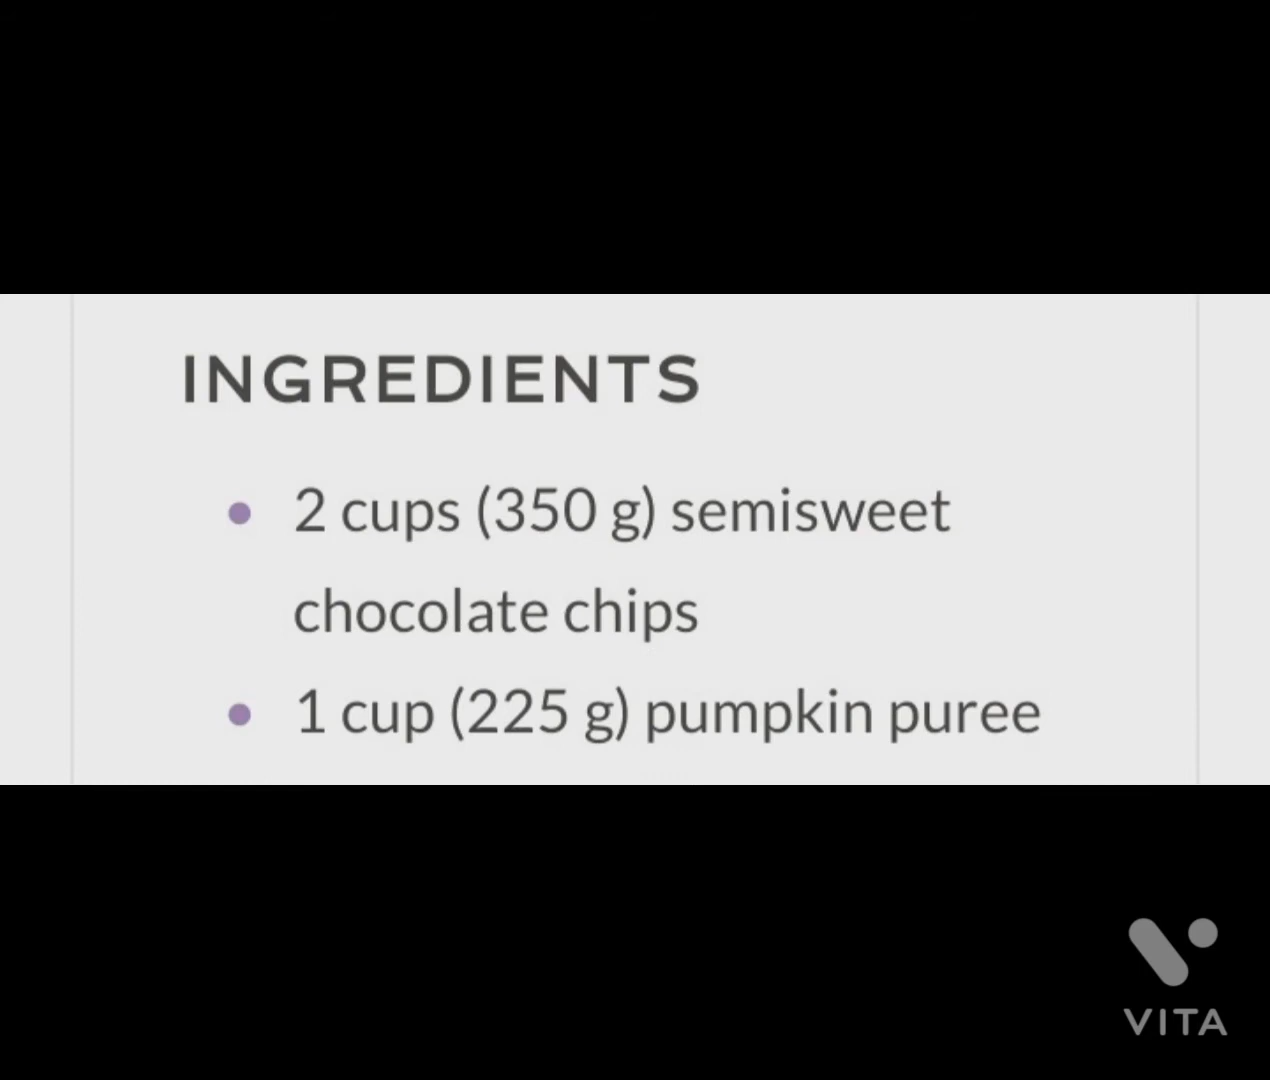 INGREDIENTS
• 2 cups (350 g) semisweet
chocolate chips
• 1 cup (225 g) pumpkin puree
VITA